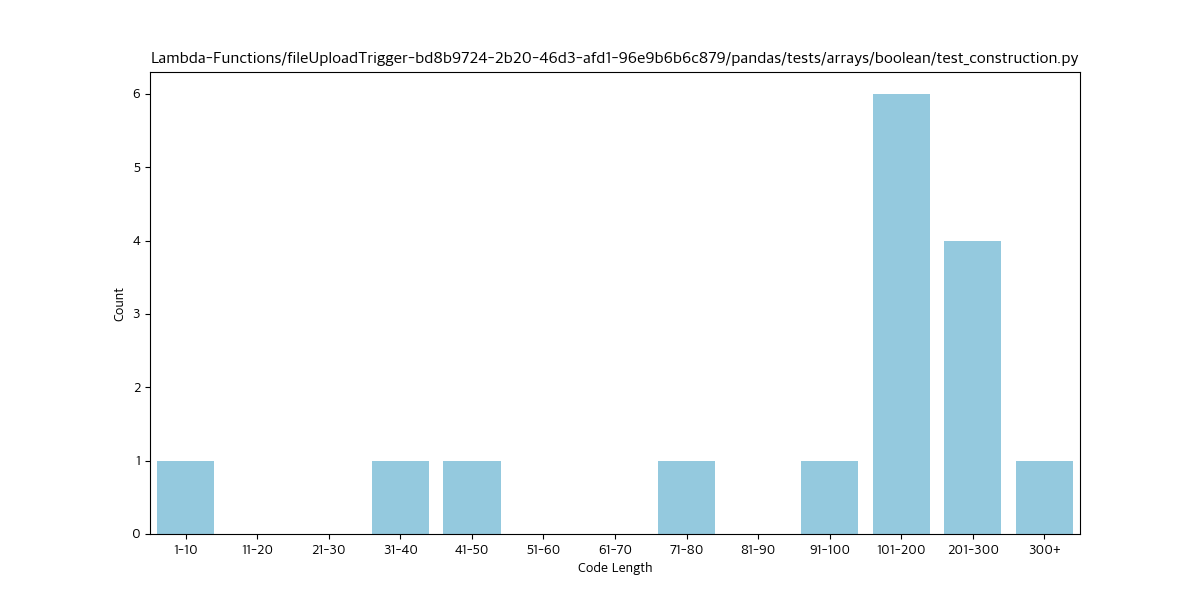 Lambda-Functions/fileUploadTrigger-bd8b9724-2b20-46d3-afd1-96e9b6b6c879/pandas/tests/arrays/boolean/test_construction.py
6
5
4
3
2
1
0
Count
1-10 11-20 21-30 31-40 41-50 51-60 61-70 71-80 81-90 91-100 101-200 201-300 300+
Code Length